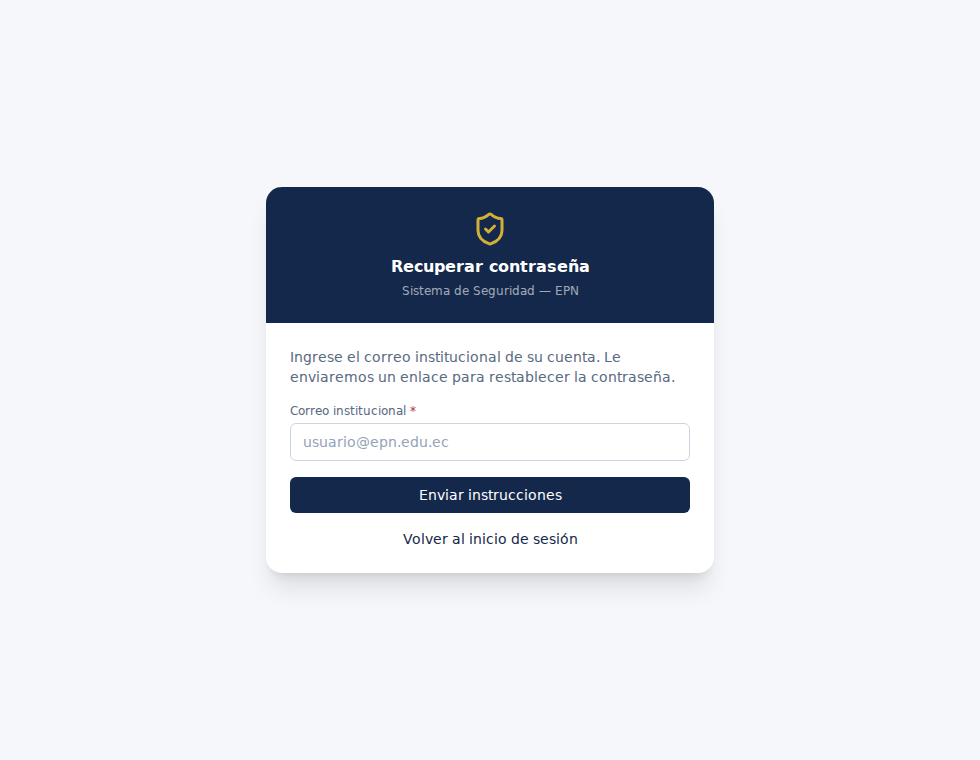 Recuperar contraseña
Sistema de Seguridad — EPN
Ingrese el correo institucional de su cuenta. Le
enviaremos un enlace para restablecer la contraseña.
Correo institucional *
usuario@epn.edu.ec
Enviar instrucciones
Volver al inicio de sesión